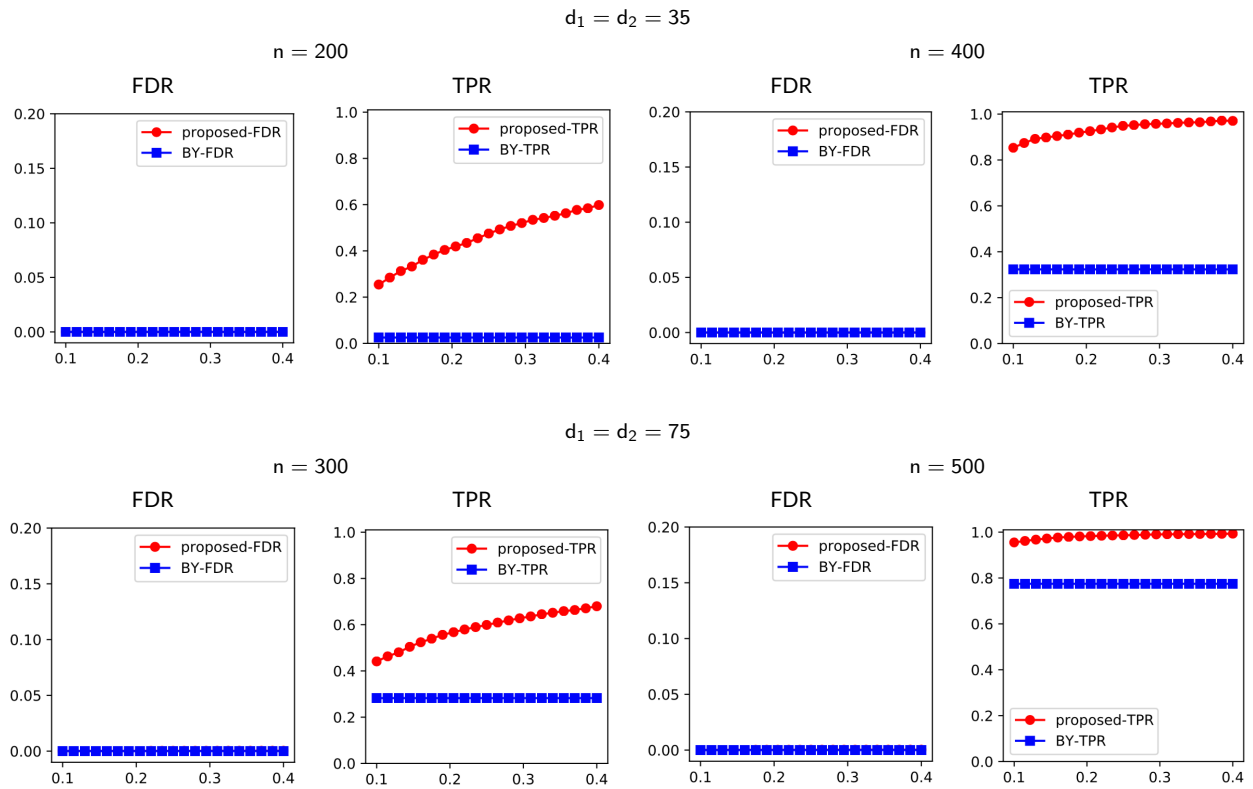 d1 = d2 = 35
n = 200
n = 400
FDR
TPR
FDR
TPR
0.20
0.15
0.10
0.05
0.00
0.1
0.2
0.3
0.4
proposed-FDR
BY-FDR
1.0
0.8
0.6
0.4
0.2
0.0
0.1
0.2
0.3
0.4
proposed-TPR
BY-TPR
0.20
0.15
0.10
0.05
0.00
0.1
0.2
0.3
0.4
proposed-FDR
BY-FDR
1.0
0.8
0.6
0.4
0.2
0.0
0.1
0.2
0.3
0.4
proposed-TPR
BY-TPR
d1 = d2 = 75
n = 300
n = 500
FDR
TPR
FDR
TPR
0.20
0.15
0.10
0.05
0.00
0.1
0.2
0.3
0.4
proposed-FDR
BY-FDR
1.0
0.8
0.6
0.4
0.2
0.0
0.1
0.2
0.3
0.4
proposed-TPR
BY-TPR
0.20
0.15
0.10
0.05
0.00
0.1
0.2
0.3
0.4
proposed-FDR
BY-FDR
1.0
0.8
0.6
0.4
0.2
0.0
0.1
0.2
0.3
0.4
proposed-TPR
BY-TPR